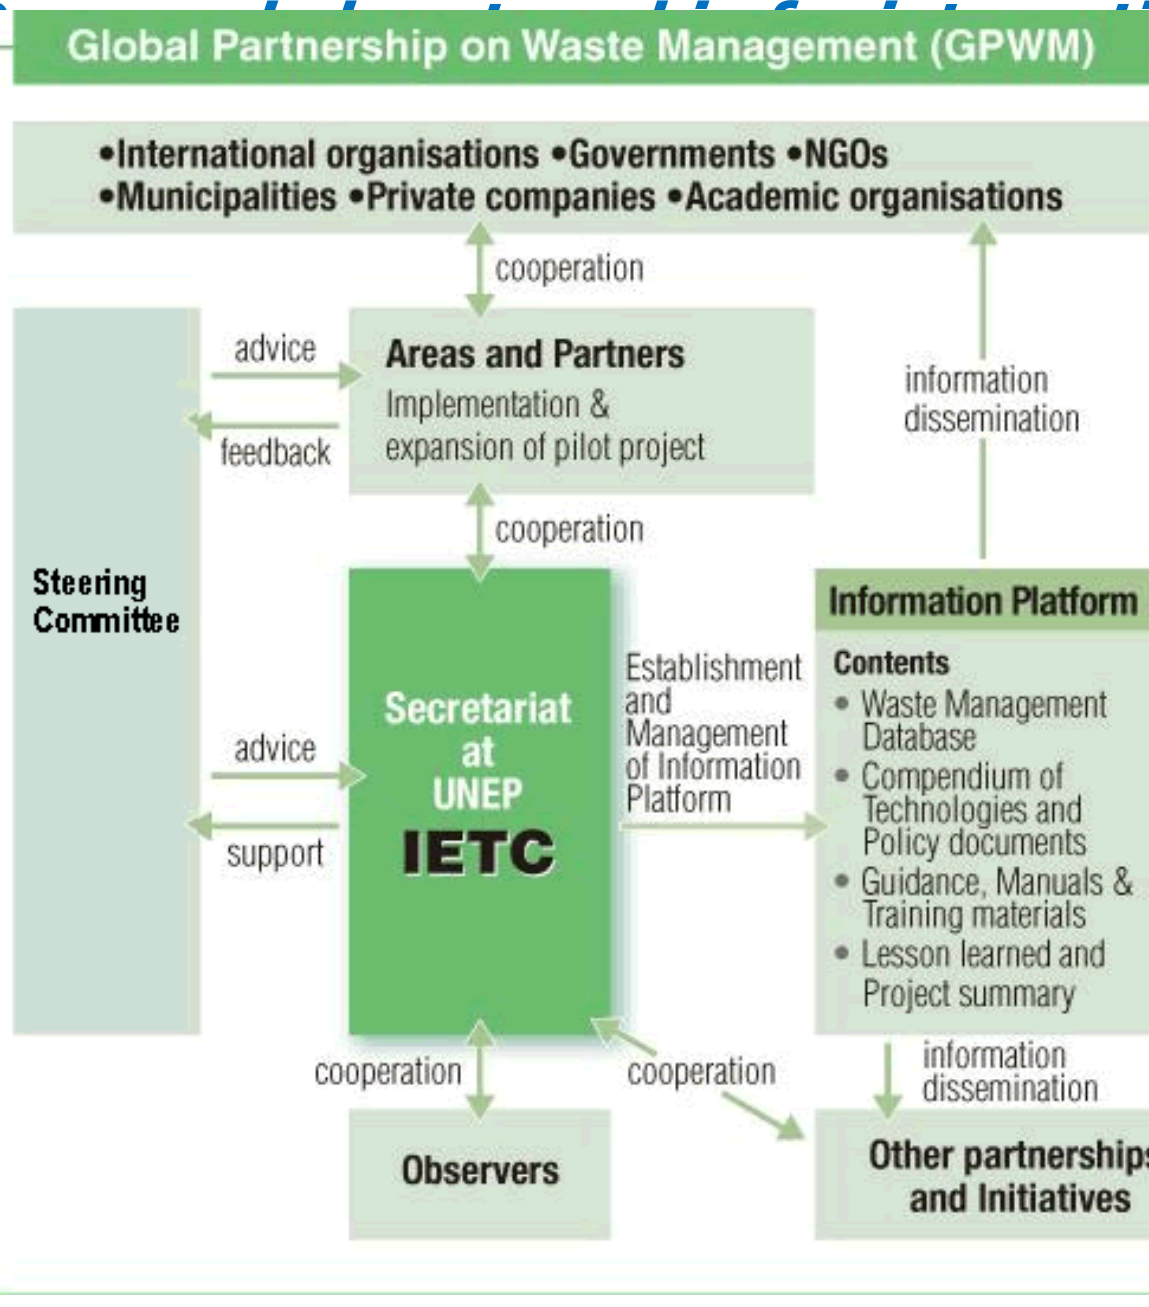 Global Partnership on Waste Management (GPWM)
•International organisations •Governments •NGOs
•Municipalities •Private companies •Academic organisations
cooperation
advice
Areas and Partners
Implementation &
expansion of pilot project
feedback
information
dissemination
cooperation
Steering
Committee
Secretariat
at
UNEP
IETC
advice
support
Establishment
and
Management
of Information
Platform
Information Platform
Contents
• Waste Management
Database
• Compendium of
Technologies and
Policy documents
• Guidance, Manuals &
Training materials
• Lesson learned and
Project summary
cooperation
cooperation
information
dissemination
Observers
Other partnerships
and Initiatives